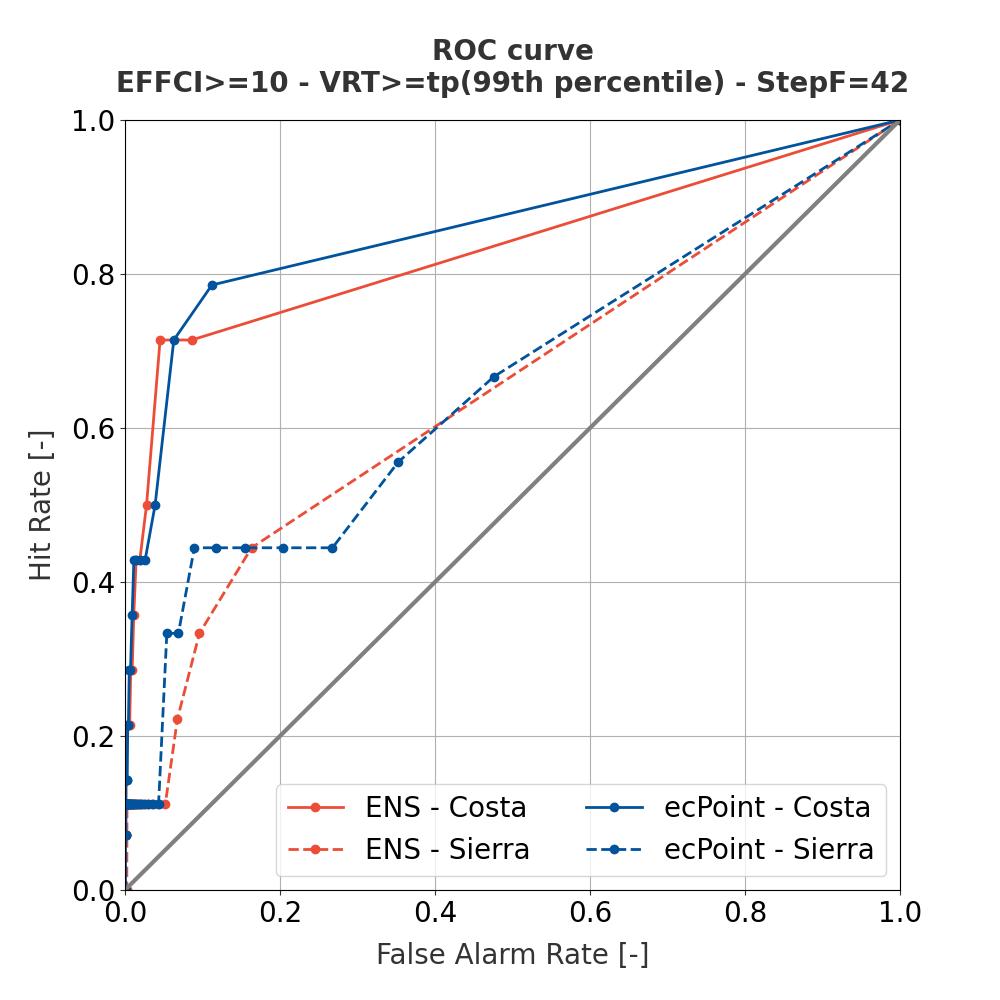 ROC curve
EFFCI>=10 - VRT>=tp(99th percentile) - StepF=42
1.0
0.8
0.6
0.4
0.2
0.0
Hit Rate [-]
ENS - Costa
ENS - Sierra
ecPoint - Costa
ecPoint - Sierra
0.0 0.2 0.4 0.6 0.8 1.0
False Alarm Rate [-]